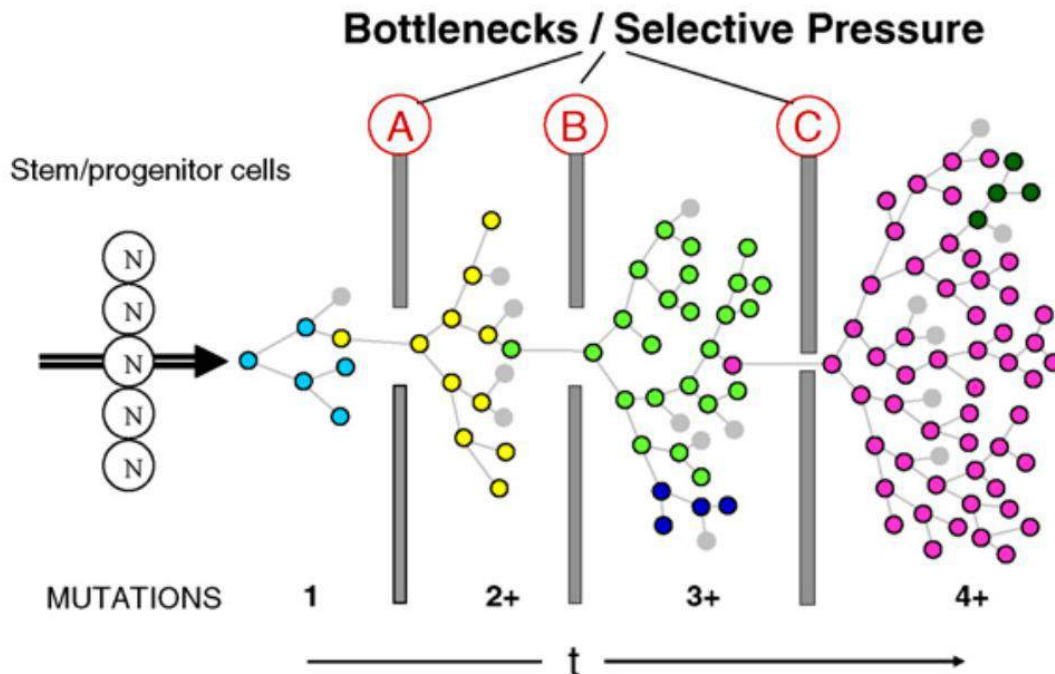 Bottlenecks / Selective Pressure
A B C
Stem/progenitor cells
N
N
N
N
N
MUTATIONS 1 2+ 3+ 4+
t